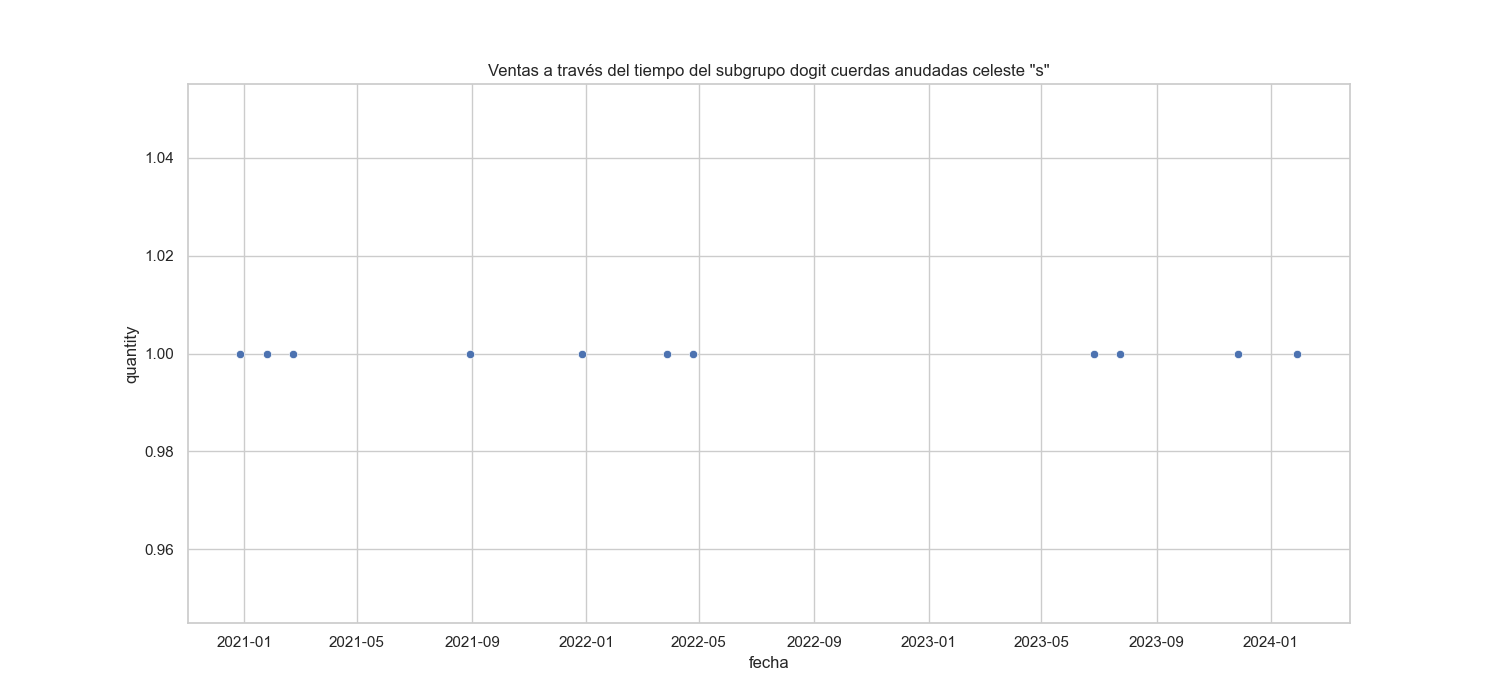 Ventas a través del tiempo del subgrupo dogit cuerdas anudadas celeste "s"
1.04
1.02
1.00
0.98
0.96
quantity
2021-01 2021-05 2021-09 2022-01 2022-05 2022-09 2023-01 2023-05 2023-09 2024-01
fecha